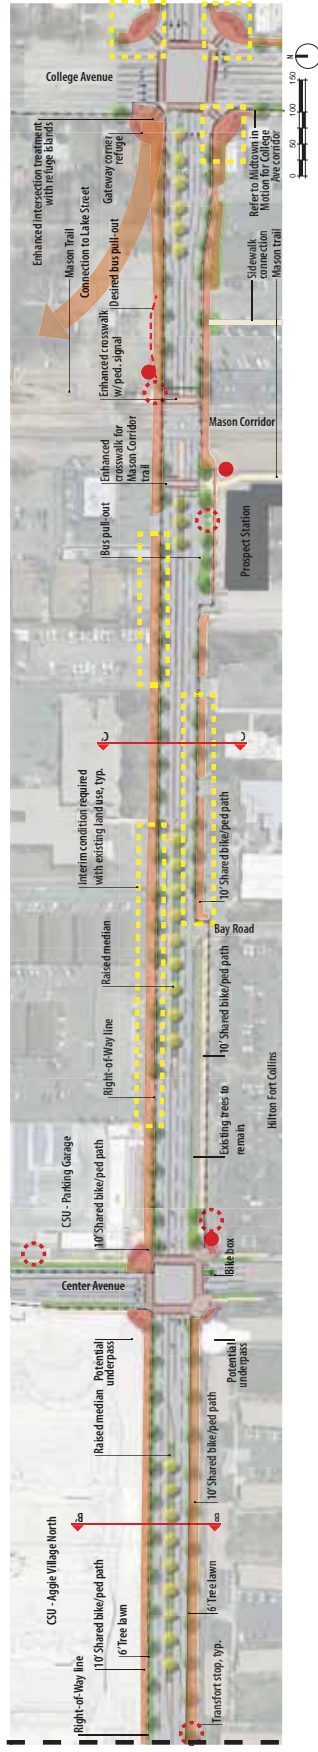 Right-of-Way line
10' Shared bike/ped path
6' Tree lawn
CSU - Aggie Village North
B
B'
Transfort stop, typ.
6' Tree lawn
10' Shared bike/ped path
Raised median
Potential
underpass
Potential
underpass
Center Avenue
Bike box
CSU - Parking Garage
10' Shared bike/ped path
Hilton Fort Collins
Existing trees to
remain
Right-of-Way line
Raised median
10' Shared bike/ped path
Bay Road
10' Shared bike/ped path
Interim condition required
with existing land use, typ.
C
C'
Bus pull-out
Prospect Station
Enhanced
crosswalk for
Mason Corridor
trail
Mason Corridor
Enhanced crosswalk
w/ ped. signal
Desired bus pull-out
Mason Trail
Connection to Lake Street
Sidewalk
connection
Mason trail
Gateway corner
refuge
Enhanced intersection treatment
with refuge islands
Refer to Midtown in
Motion for College
Ave corridor
College Avenue
0 50 100 150
N